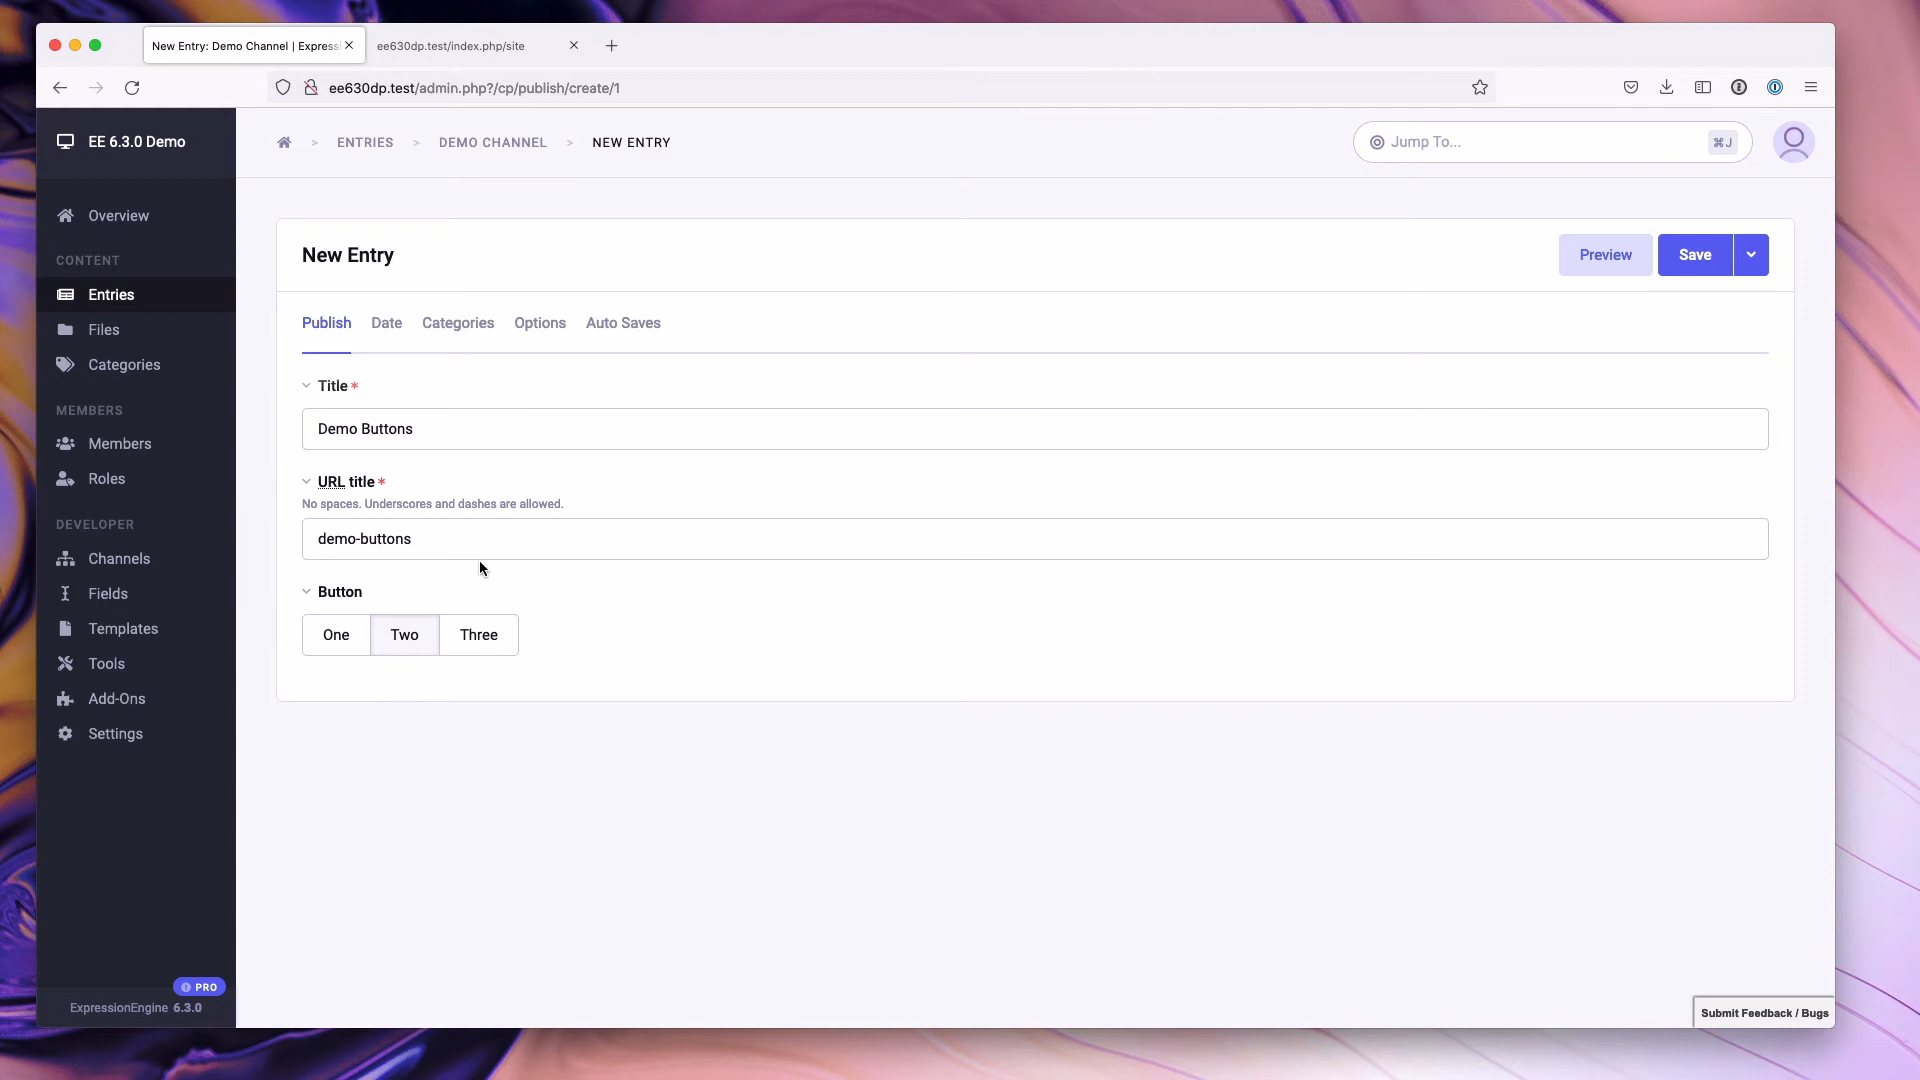 New Entry: Demo Channel | Express
ee630dp.test/index.php/site
ee630dp.test/admin.php?/cp/publish/create/1
EE 6.3.0 Demo
> ENTRIES > DEMO CHANNEL > NEW ENTRY
Jump To...
⌘J
Overview
CONTENT
Entries
Files
Categories
MEMBERS
Members
Roles
DEVELOPER
Channels
Fields
Templates
Tools
Add-Ons
Settings
PRO
ExpressionEngine 6.3.0
New Entry
Preview
Save
Publish
Date
Categories
Options
Auto Saves
Title *
Demo Buttons
URL title *
No spaces. Underscores and dashes are allowed.
demo-buttons
Button
One
Two
Three
Submit Feedback / Bugs